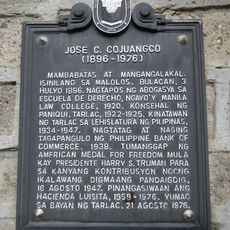 JOSE C. COJUANGCO
(1896 - 1976)
MAMBABATAS AT MANGANGALAKAL.
ISINILANG SA MALOLOS, BULACAN, 3
HULYO 1896. NAGTAPOS NG ABOGASYA SA
ESCUELA DE DERECHO, NGAYO'Y MANILA
LAW COLLEGE, 1920. KONSEHAL NG
PANIQUI, TARLAC, 1922-1925. KINATAWAN
NG TARLAC SA LEHISLATURA NG PILIPINAS,
1934-1947. NAGTATAG AT NAGING
TAGAPANGULO NG PHILIPPINE BANK OF
COMMERCE, 1938. TUMANGGAP NG
AMERICAN MEDAL FOR FREEDOM MULA
KAY PRESIDENTE HARRY S. TRUMAN PARA
SA KANYANG KONTRIBUSYON NOONG
IKALAWANG DIGMAANG PANDAIGDIG,
16 AGOSTO 1947. PINANGASIWAAN ANG
HACIENDA LUISITA, 1958-1976. YUMAO
SA BAYAN NG TARLAC, 21 AGOSTO 1976.